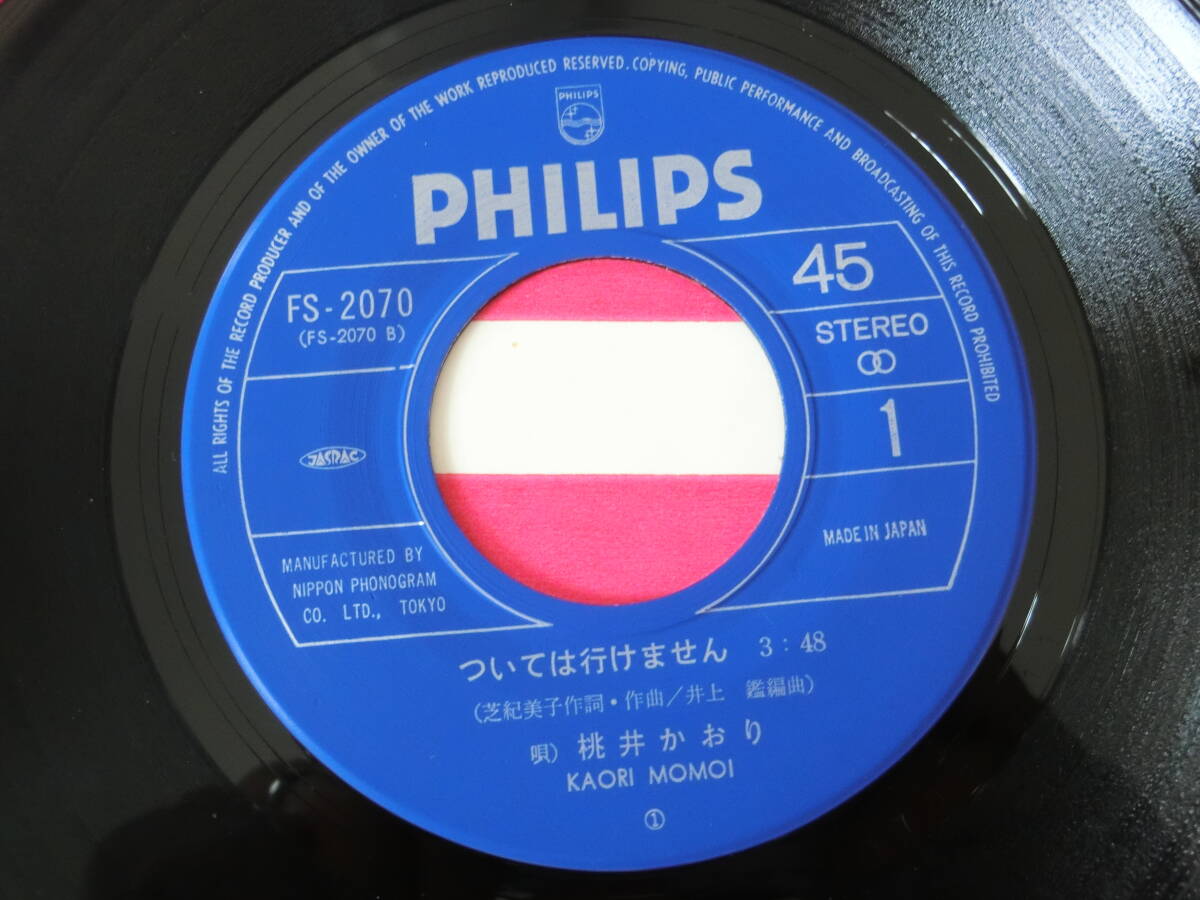 ALL RIGHTS OF THE RECORD PRODUCER AND OF THE OWNER OF THE WORK REPRODUCED RESERVED. COPYING, PUBLIC PERFORMANCE AND BROADCASTING OF THIS RECORD PROHIBITED
PHILIPS
PHILIPS
FS-2070
(FS-2070 B)
45
STEREO
1
JASRAC
MADE IN JAPAN
MANUFACTURED BY
NIPPON PHONOGRAM
CO. LTD., TOKYO
ついては行けません 3:48
(芝紀美子作詞・作曲/井上 鑑編曲)
唄) 桃井かおり
KAORI MOMOI
①